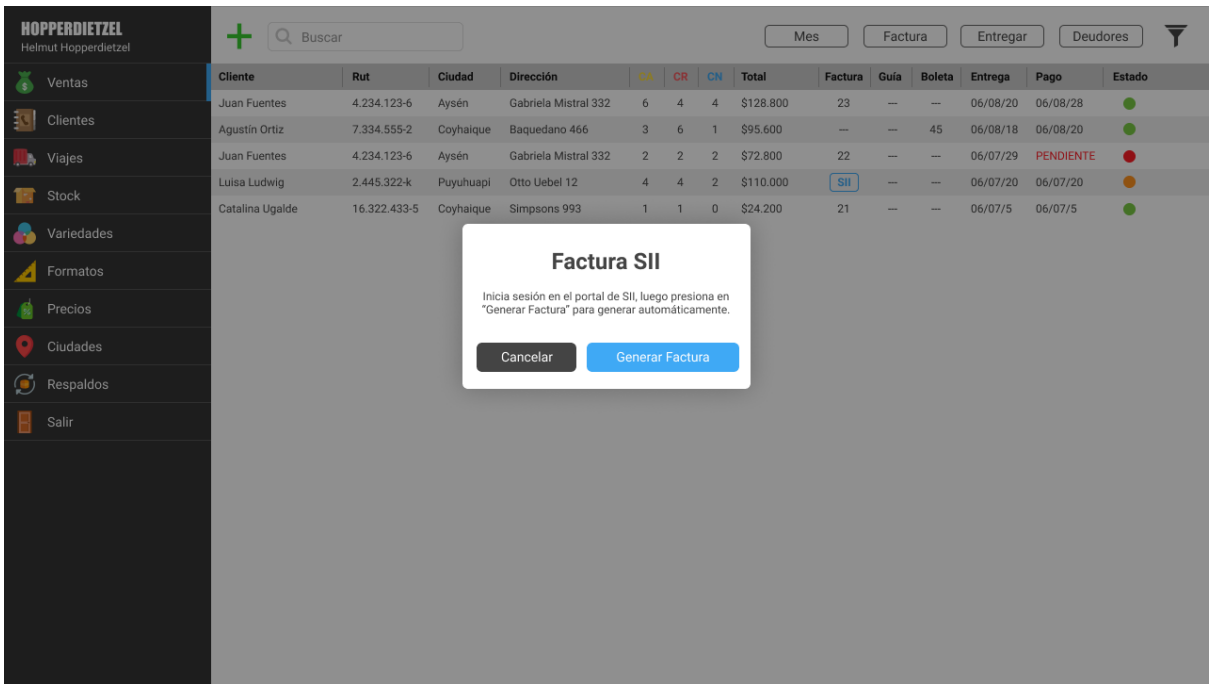 HOPPERDIETZEL
Helmut Hopperdietzel
Buscar
Mes
Factura
Entregar
Deudores
Ventas
Clientes
Viajes
Stock
Variedades
Formatos
Precios
Ciudades
Respaldos
Salir
Cliente Rut Ciudad Dirección CR CN Total Factura Guía Boleta Entrega Pago Estado
Juan Fuentes 4.234.123-6 Aysén Gabriela Mistral 332 6 4 4 $128.800 23 — — 06/08/20 06/08/28
Agustín Ortiz 7.334.555-2 Coyhaique Baquedano 466 3 6 1 $95.600 — — 45 06/08/18 06/08/20
Juan Fuentes 4.234.123-6 Aysén Gabriela Mistral 332 2 2 2 $72.800 22 — — 06/07/29 PENDIENTE
Luisa Ludwig 2.445.322-k Puyuhuapi Otto Uebel 12 4 4 2 $110.000 SII — — 06/07/20 06/07/20
Catalina Ugalde 16.322.433-5 Coyhaique Simpsons 993 1 1 0 $24.200 21 — — 06/07/5 06/07/5
Factura SII
Inicia sesión en el portal de SII, luego presiona en
“Generar Factura” para generar automáticamente.
Cancelar
Generar Factura